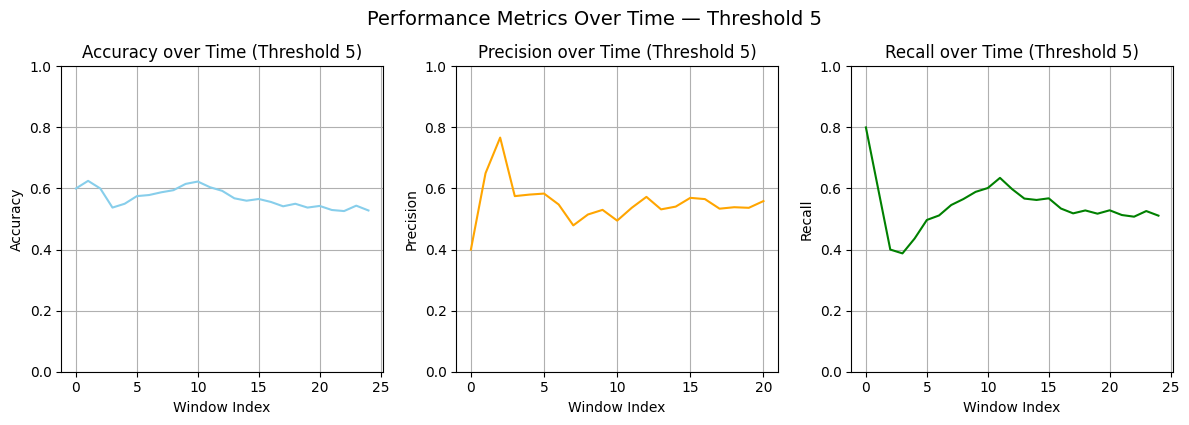 Performance Metrics Over Time — Threshold 5
Accuracy over Time (Threshold 5)
1.0
0.8
0.6
0.4
0.2
0.0
Accuracy
0 5 10 15 20 25
Window Index
Precision over Time (Threshold 5)
1.0
0.8
0.6
0.4
0.2
0.0
Precision
0 5 10 15 20
Window Index
Recall over Time (Threshold 5)
1.0
0.8
0.6
0.4
0.2
0.0
Recall
0 5 10 15 20 25
Window Index